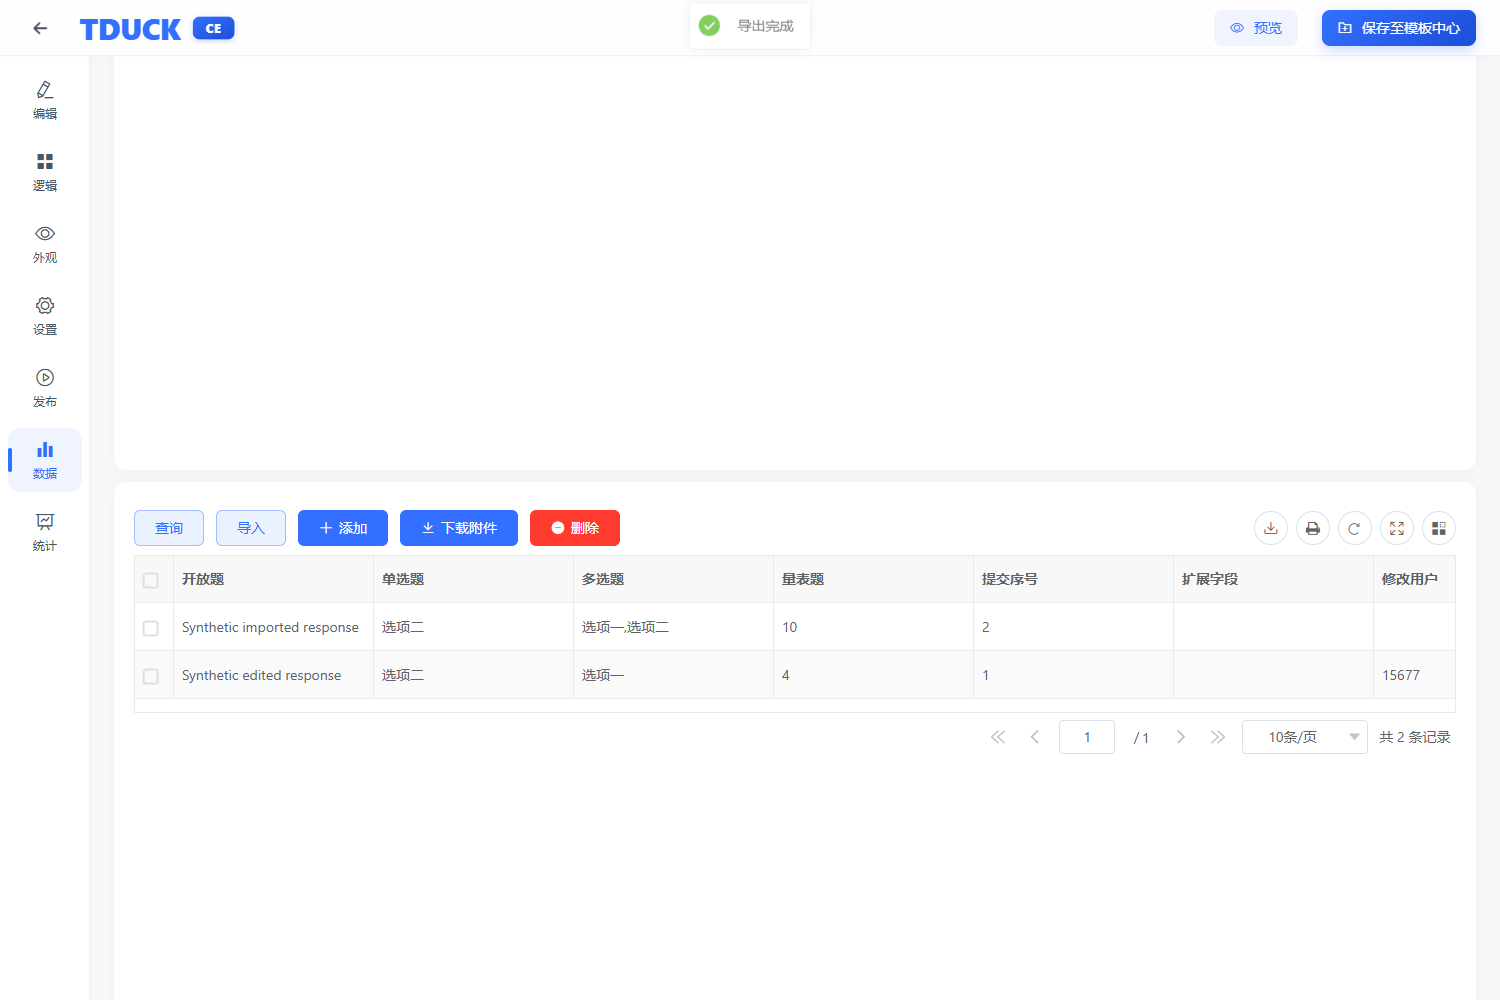 TDUCK CE
导出完成
预览
保存至模板中心
编辑
逻辑
外观
设置
发布
数据
统计
查询 导入 添加 下载附件 删除
开放题 单选题 多选题 量表题 提交序号 扩展字段 修改用户
Synthetic imported response 选项二 选项一,选项二 10 2
Synthetic edited response 选项二 选项一 4 1 15677
1 / 1 10条/页 共 2 条记录